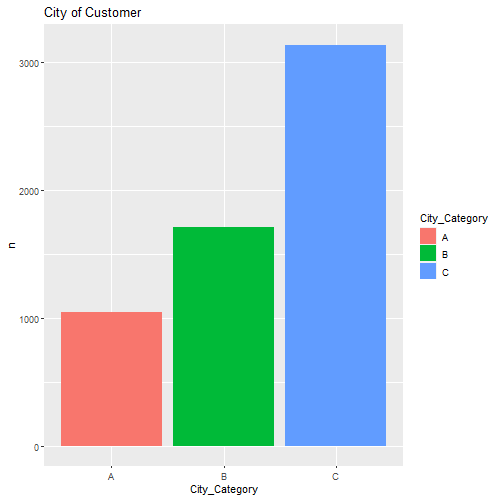 City of Customer
3000
2000
1000
0
n
A
B
C
City_Category
City_Category
A
B
C